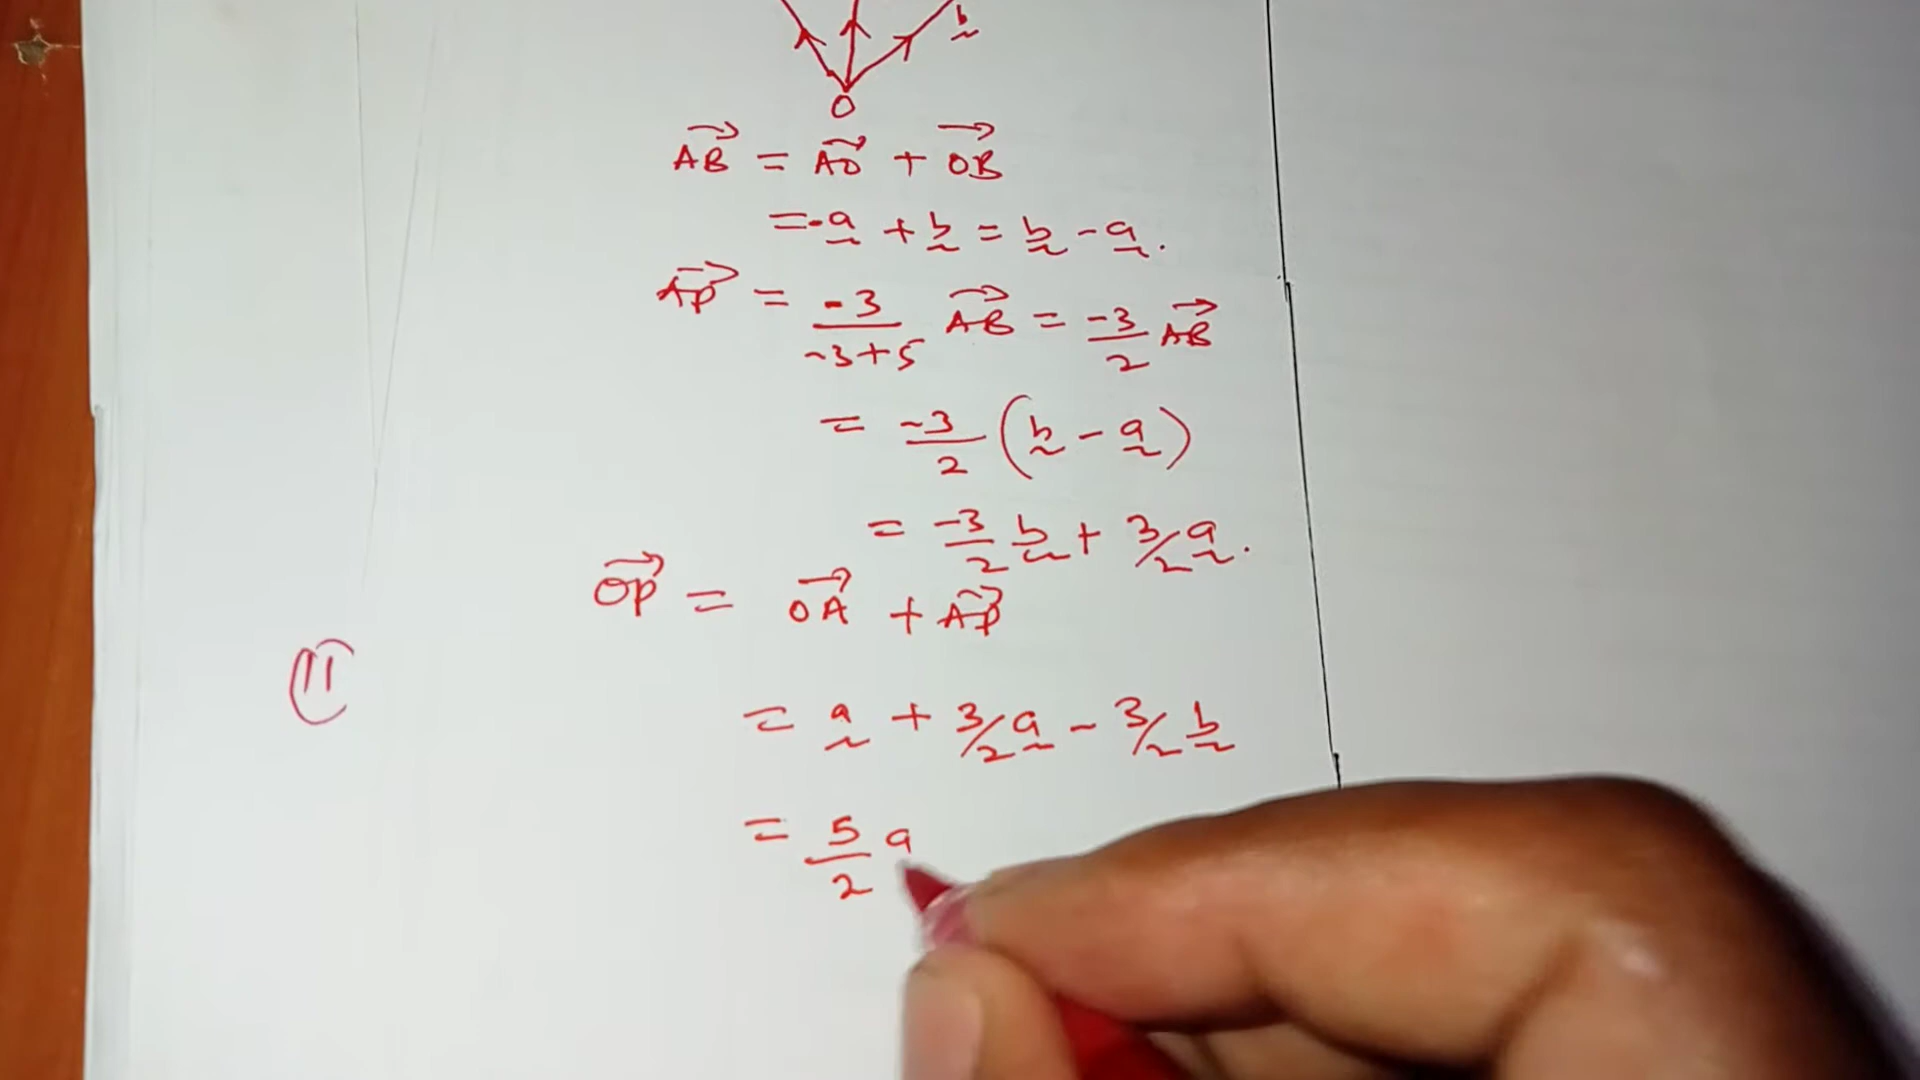 b
O
AB = AO + OB
= -a + b = b - a.
AP = -3/-3+5 AB = -3/2 AB
= -3/2 (b - a)
= -3/2 b + 3/2 a.
OP = OA + AP
11
= a + 3/2 a - 3/2 b
= 5/2 a